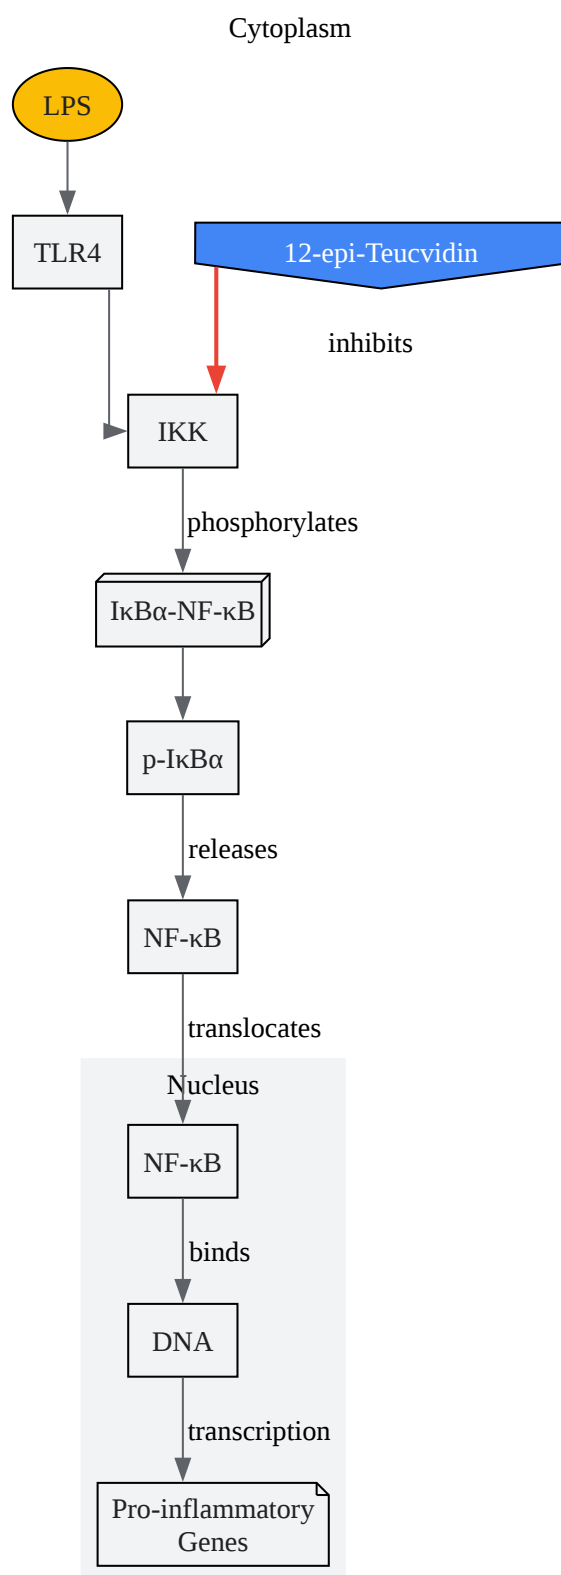 Cytoplasm
LPS
TLR4
12-epi-Teucvidin
inhibits
IKK
phosphorylates
IκBα-NF-κB
p-IκBα
releases
NF-κB
translocates
Nucleus
NF-κB
binds
DNA
transcription
Pro-inflammatory
Genes